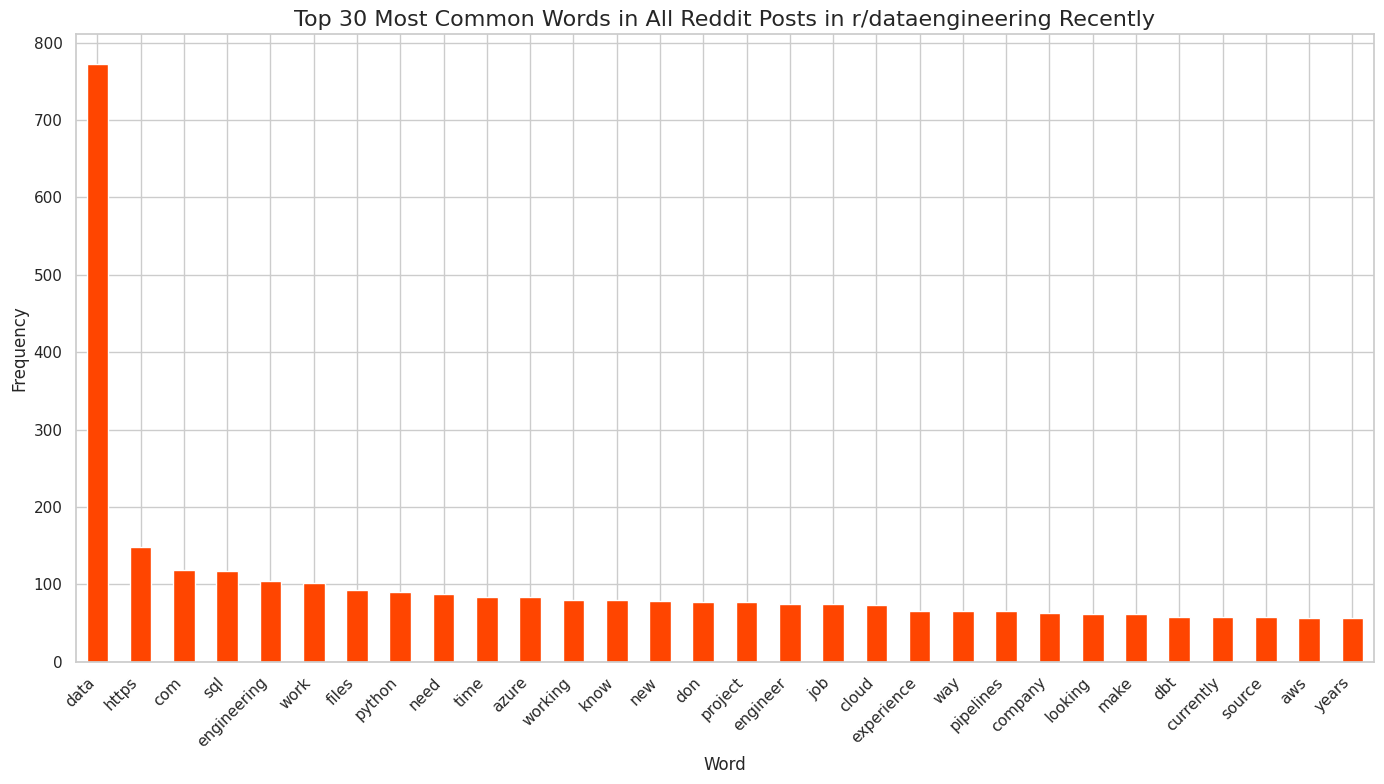 Top 30 Most Common Words in All Reddit Posts in r/dataengineering Recently
800
700
600
500
400
300
200
100
0
Frequency
data
https
com
sql
engineering
work
files
python
need
time
azure
working
know
new
don
project
engineer
job
cloud
experience
way
pipelines
company
looking
make
dbt
currently
source
aws
years
Word